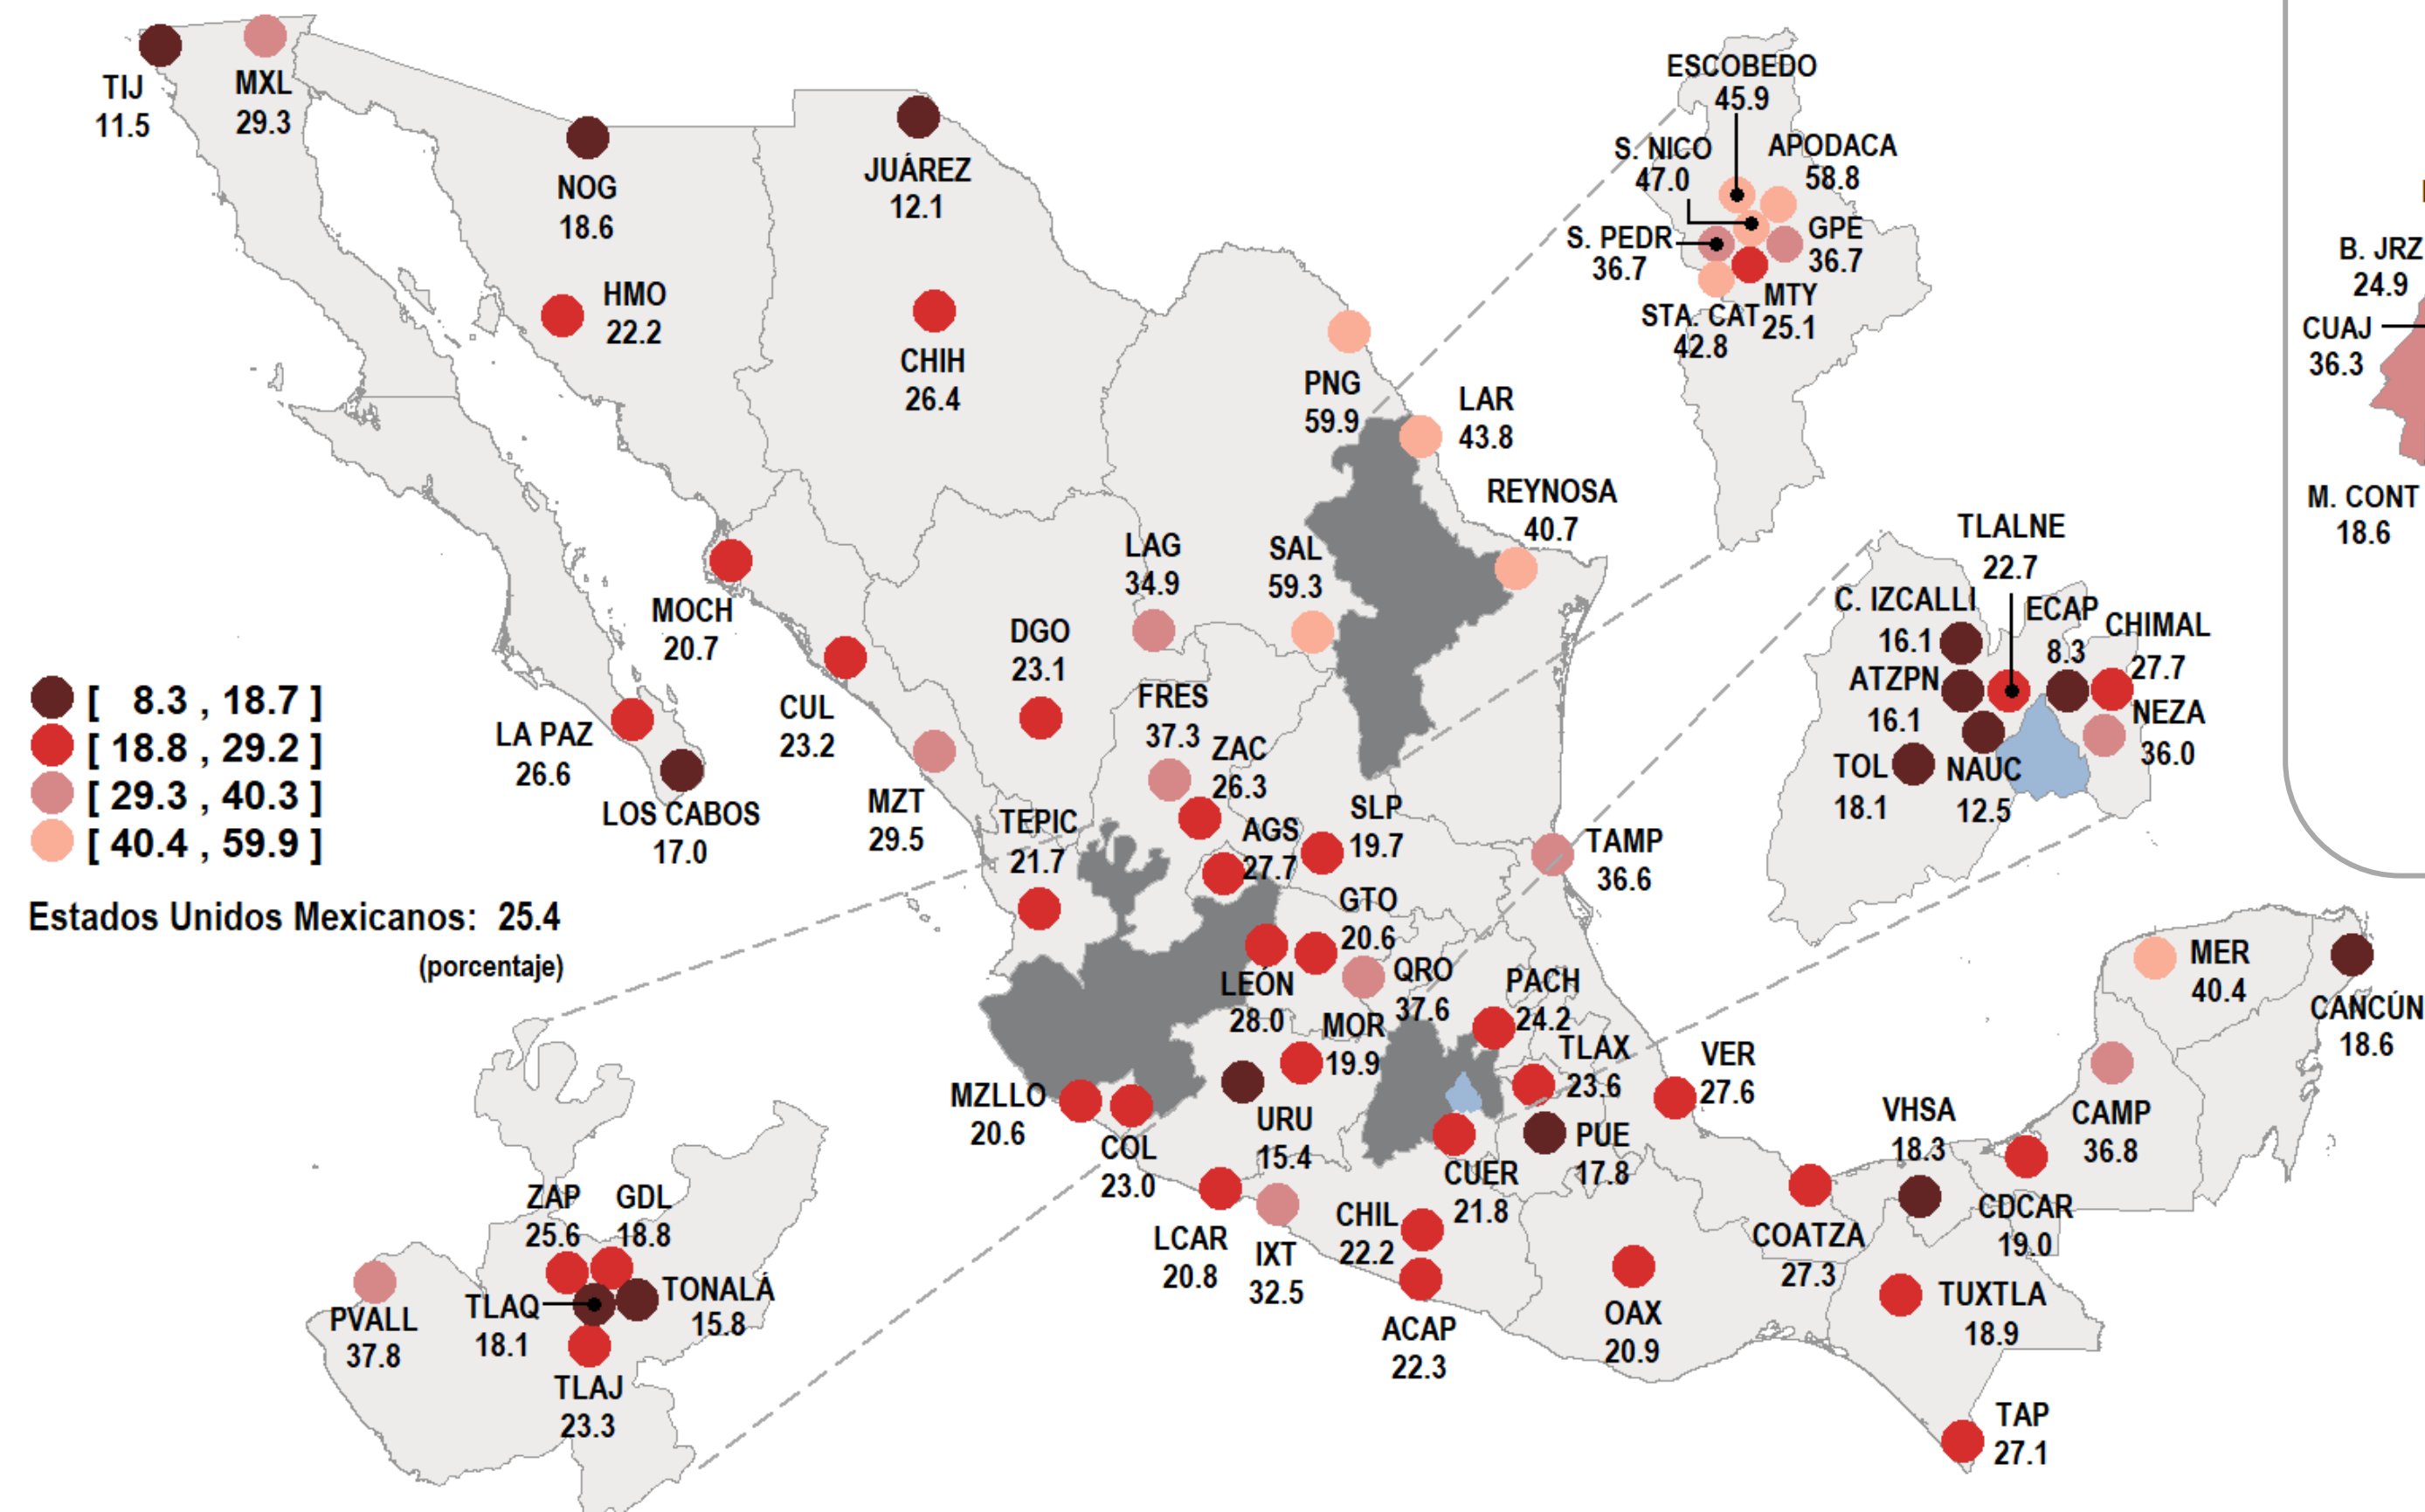 TIJ
11.5
MXL
29.3
NOG
18.6
HMO
22.2
JUÁREZ
12.1
CHIH
26.4
PNG
59.9
LAR
43.8
REYNOSA
40.7
LAG
34.9
SAL
59.3
MOCH
20.7
CUL
23.2
DGO
23.1
FRES
37.3
ZAC
26.3
MZT
29.5
LA PAZ
26.6
LOS CABOS
17.0
TEPIC
21.7
AGS
27.7
SLP
19.7
TAMP
36.6
GTO
20.6
LEÓN
28.0
QRO
37.6
PACH
24.2
MOR
19.9
TLAX
23.6
VER
27.6
MZLLO
20.6
COL
23.0
URU
15.4
CUER
21.8
PUE
17.8
LCAR
20.8
IXT
32.5
CHIL
22.2
ACAP
22.3
OAX
20.9
COATZA
27.3
VHSA
18.3
CDCAR
19.0
TUXTLA
18.9
TAP
27.1
CAMP
36.8
MER
40.4
CANCÚN
18.6
ESCOBEDO
45.9
S. NICO
47.0
APODACA
58.8
S. PEDR
36.7
GPE
36.7
STA. CAT
42.8
MTY
25.1
TLALNE
22.7
C. IZCALLI
16.1
ECAP
8.3
CHIMAL
27.7
ATZPN
16.1
NEZA
36.0
TOL
18.1
NAUC
12.5
B. JRZ
24.9
CUAJ
36.3
M. CONT
18.6
ZAP
25.6
GDL
18.8
PVALL
37.8
TLAQ
18.1
TONALÁ
15.8
TLAJ
23.3
[ 8.3 , 18.7 ]
[ 18.8 , 29.2 ]
[ 29.3 , 40.3 ]
[ 40.4 , 59.9 ]
Estados Unidos Mexicanos: 25.4
(porcentaje)